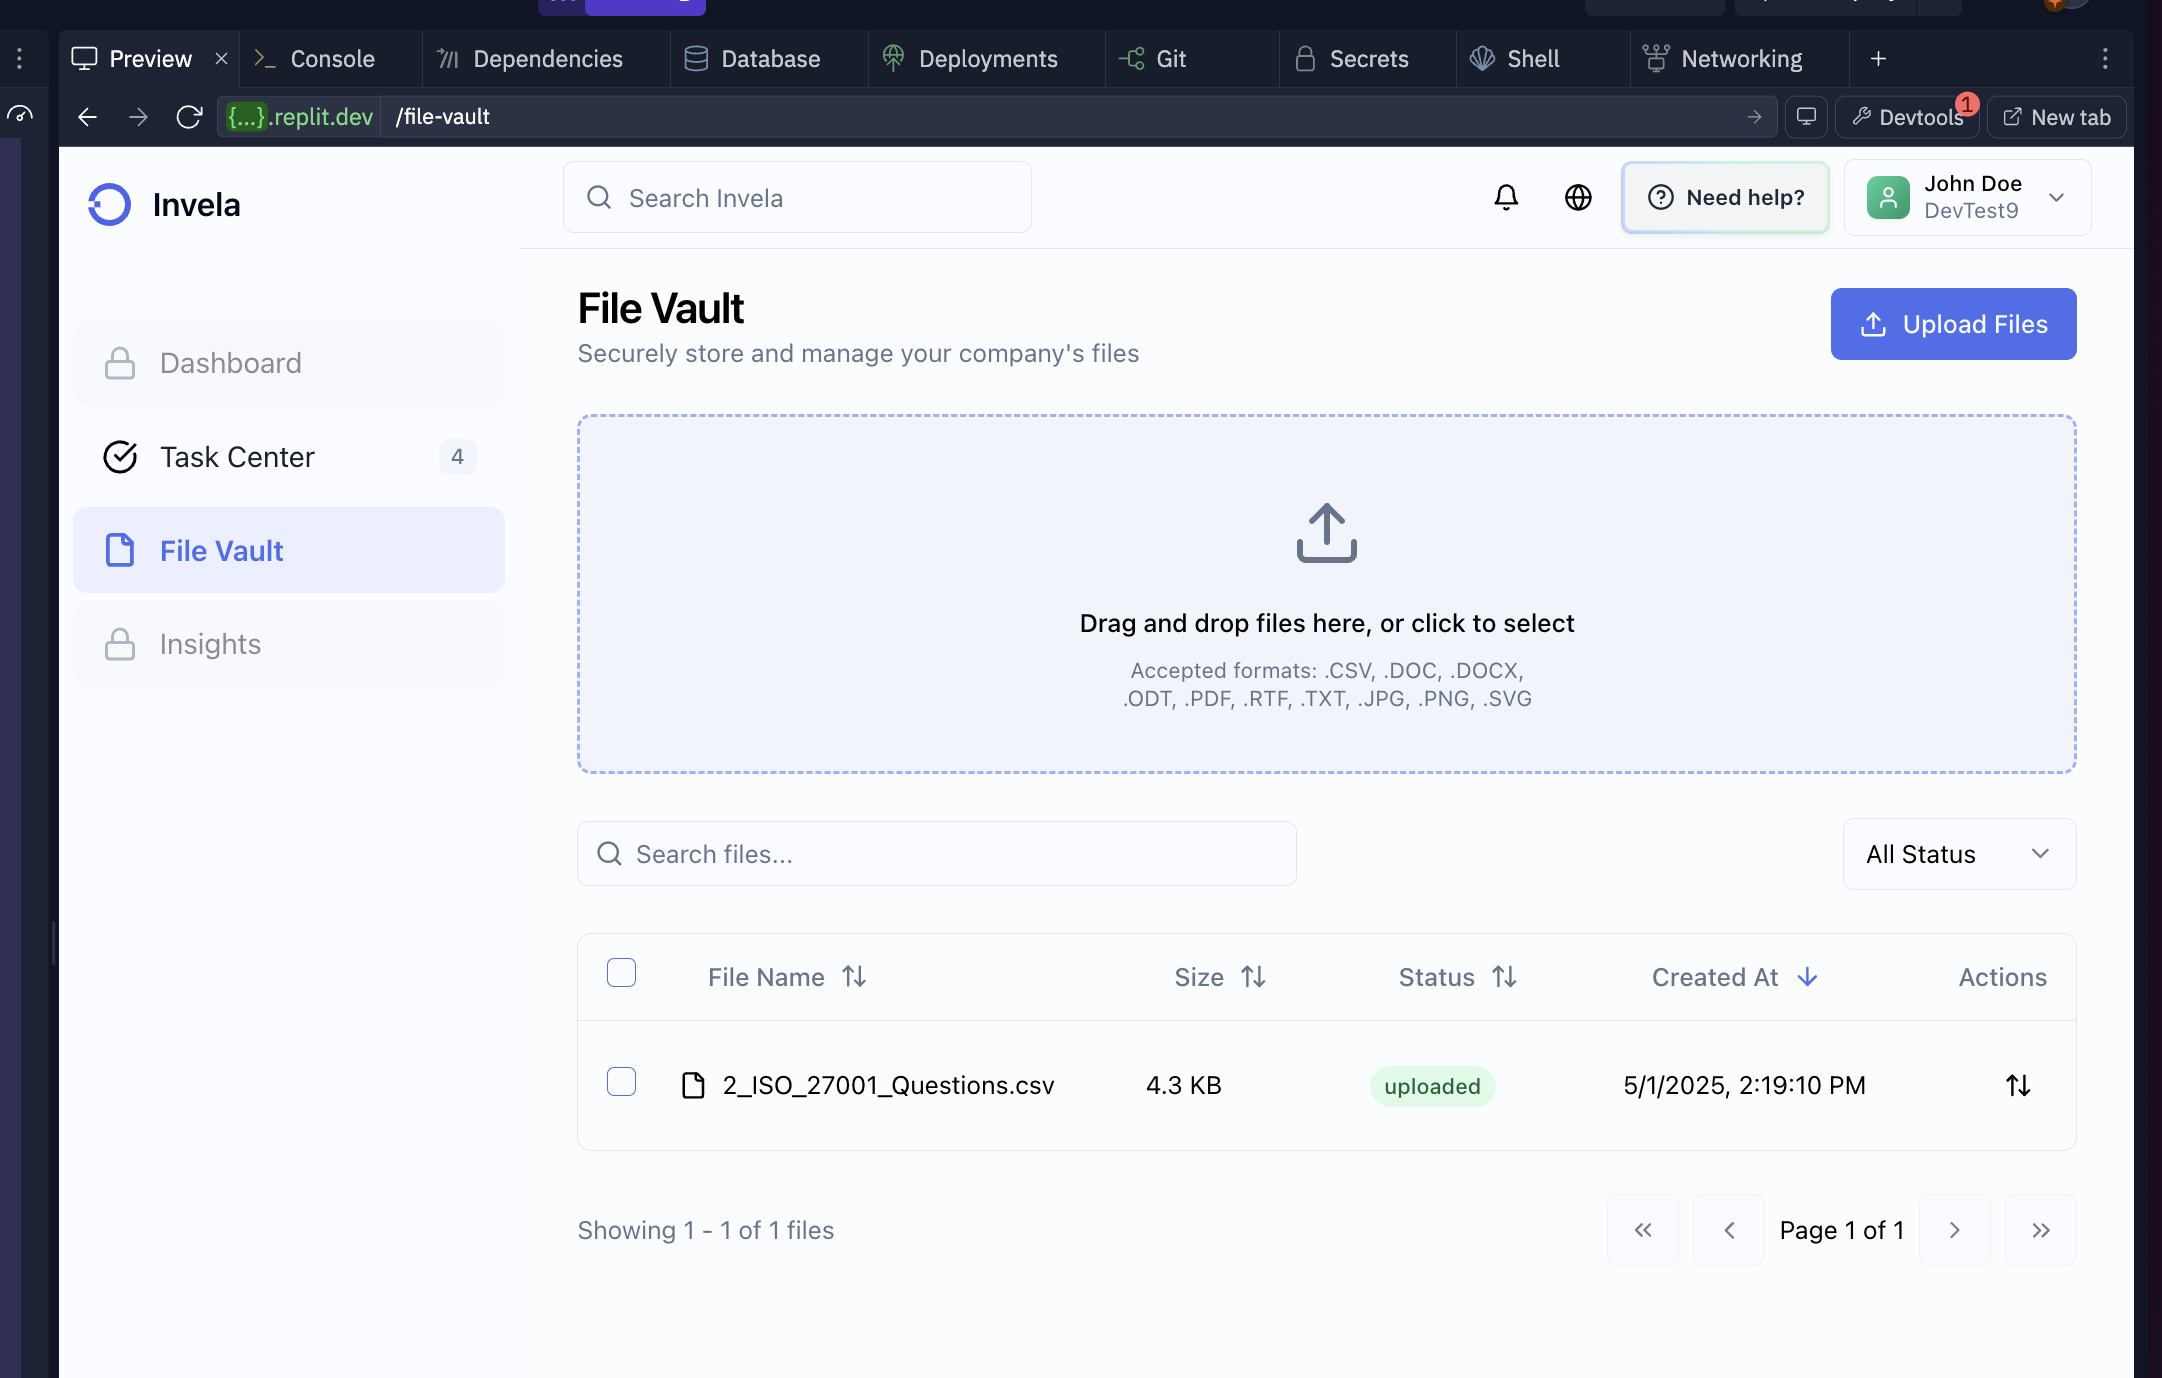 Preview
Console
Dependencies
Database
Deployments
Git
Secrets
Shell
Networking
{...}.replit.dev /file-vault
Devtools 1
New tab
Invela
Search Invela
Need help?
John Doe
DevTest9
Dashboard
Task Center 4
File Vault
Insights
File Vault
Securely store and manage your company's files
Upload Files
Drag and drop files here, or click to select
Accepted formats: .CSV, .DOC, .DOCX,
.ODT, .PDF, .RTF, .TXT, .JPG, .PNG, .SVG
Search files...
All Status
File Name Size Status Created At Actions
2_ISO_27001_Questions.csv 4.3 KB uploaded 5/1/2025, 2:19:10 PM
Showing 1 - 1 of 1 files
Page 1 of 1